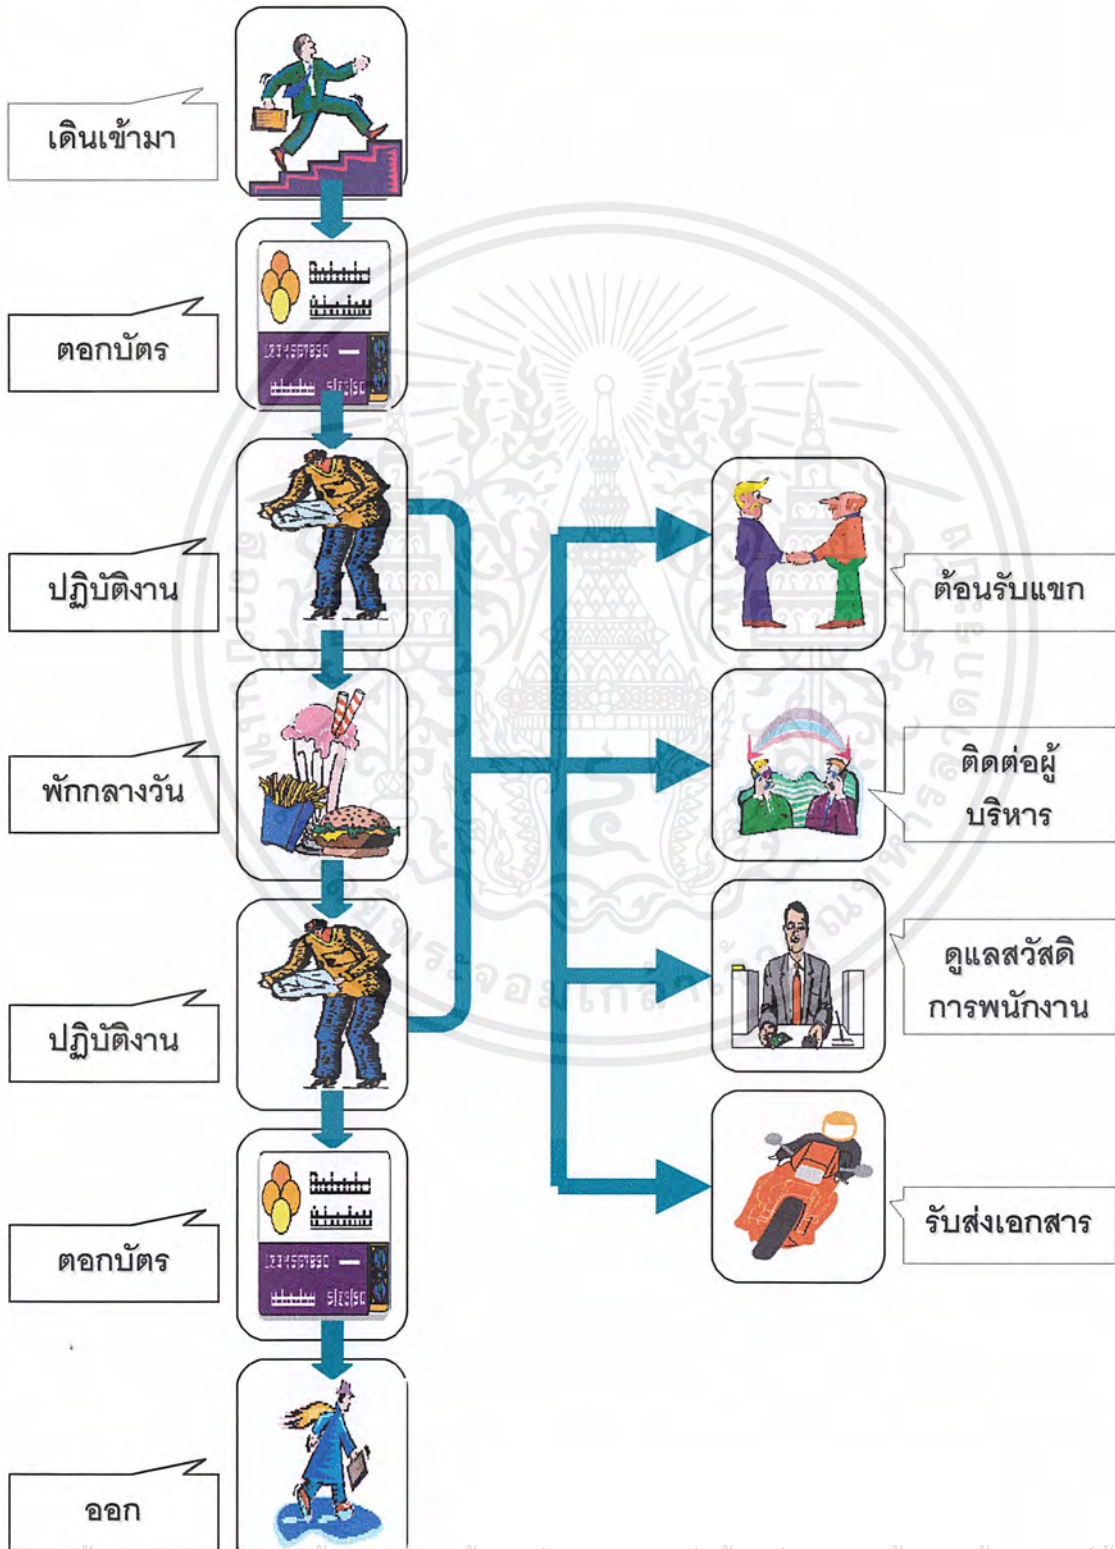 เดินเข้ามา
ตอกบัตร
ปฏิบัติงาน
พักกลางวัน
ปฏิบัติงาน
ตอกบัตร
ออก
ต้อนรับแขก
ติดต่อผู้
บริหาร
ดูแลสวัสดิ
การพนักงาน
รับส่งเอกสาร